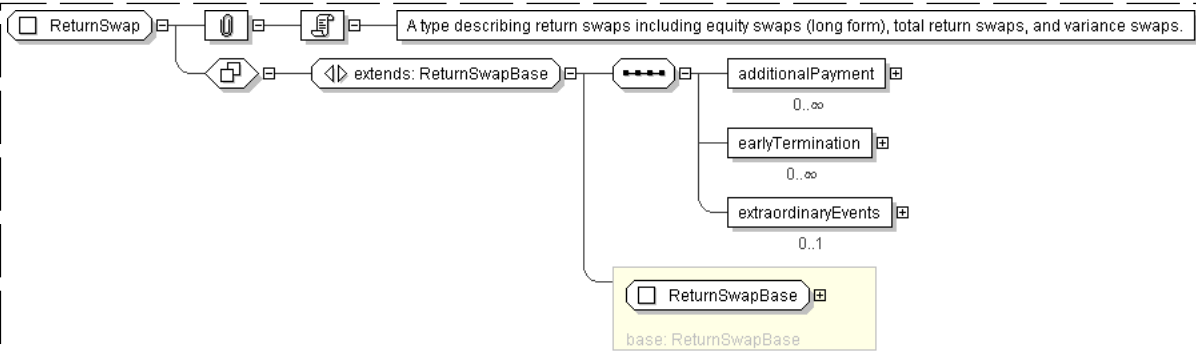 ReturnSwap
A type describing return swaps including equity swaps (long form), total return swaps, and variance swaps.
extends: ReturnSwapBase
additionalPayment
0..∞
earlyTermination
0..∞
extraordinaryEvents
0..1
ReturnSwapBase
base: ReturnSwapBase